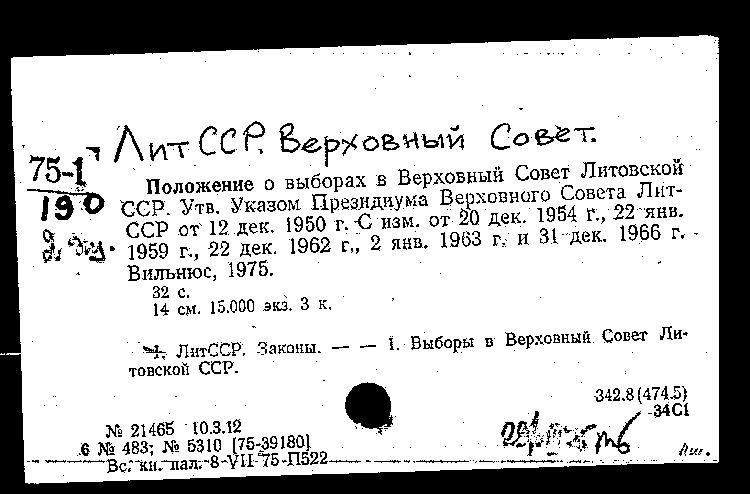 ЛитССР. Верховный Совет.
75-1
190
Положение о выборах в Верховный Совет Литовской
ССР. Утв. Указом Президиума Верховного Совета Лит-
ССР от 12 дек. 1950 г. С изм. от 20 дек. 1954 г., 22 янв.
1959 г., 22 дек. 1962 г., 2 янв. 1963 г. и 31 дек. 1966 г.
Вильнюс, 1975.
32 с.
14 см. 15.000 экз. 3 к.
1. ЛитССР. Законы. — — 1. Выборы в Верховный Совет Ли-
товской ССР.
342.8(474.5)
34С1
№ 21465 10.3.12
6 № 483; № 5310 [75-39180]
Вс. кн. пал. 8-VII-75-П522